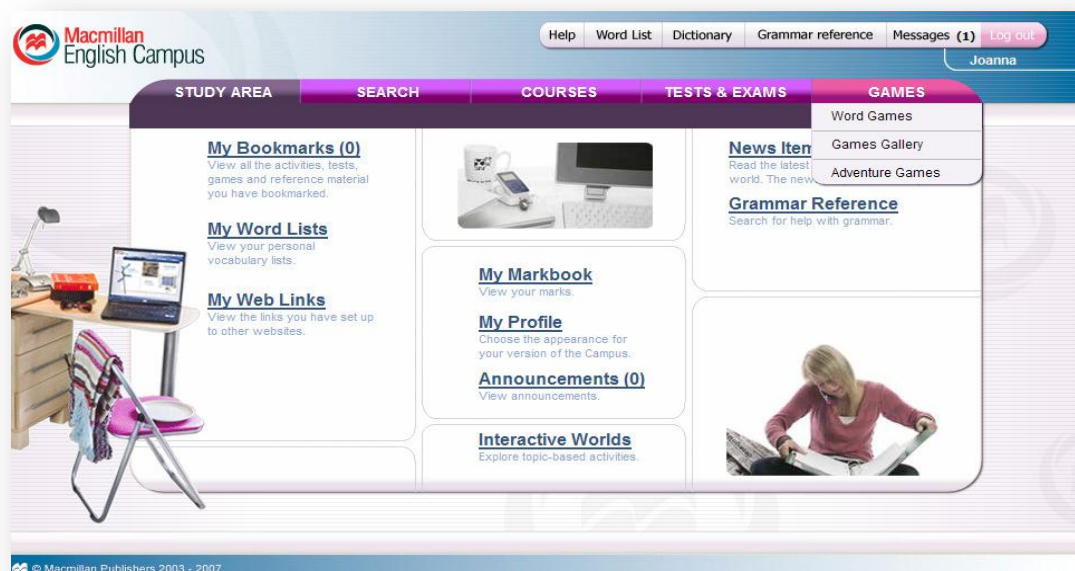 Macmillan
English Campus
Help Word List Dictionary Grammar reference Messages (1) Log out
Joanna
STUDY AREA SEARCH COURSES TESTS & EXAMS GAMES
Word Games
Games Gallery
Adventure Games
My Bookmarks (0)
View all the activities, tests,
games and reference material
you have bookmarked.
My Word Lists
View your personal
vocabulary lists.
My Web Links
View the links you have set up
to other websites.
My Markbook
View your marks.
My Profile
Choose the appearance for
your version of the Campus.
Announcements (0)
View announcements.
Interactive Worlds
Explore topic-based activities.
News Item
Read the latest
world. The new
Grammar Reference
Search for help with grammar.
© Macmillan Publishers 2003 - 2007